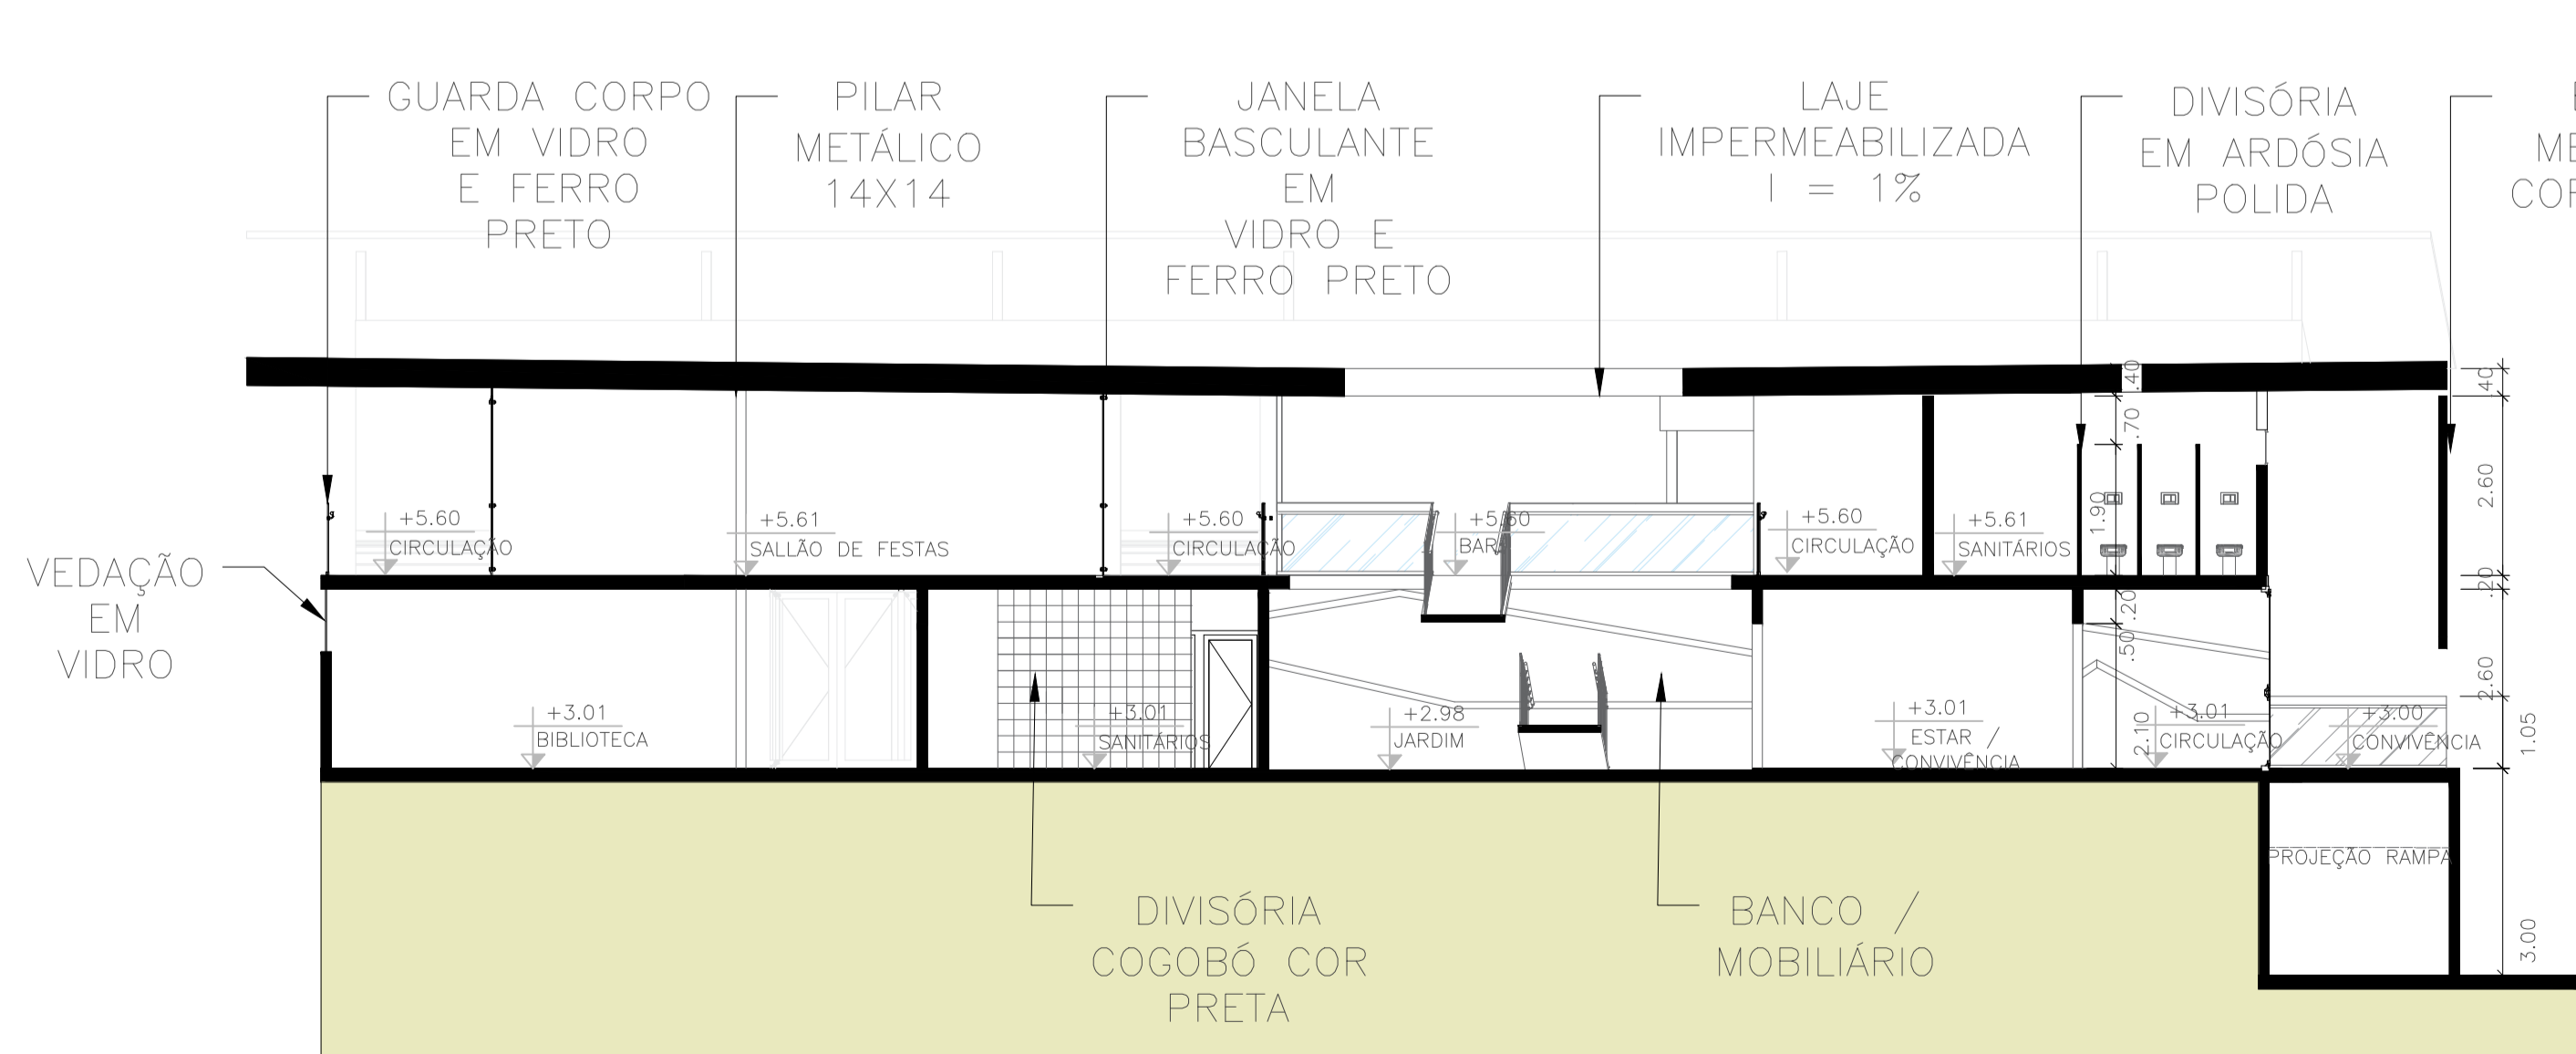 GUARDA CORPO
EM VIDRO
E FERRO
PRETO
PILAR
METÁLICO
14X14
JANELA
BASCULANTE
EM
VIDRO E
FERRO PRETO
LAJE
IMPERMEABILIZADA
I = 1%
DIVISÓRIA
EM ARDÓSIA
POLIDA
.40
.40
.70
2.60
1.90
+5.60
CIRCULAÇÃO
+5.61
SALLÃO DE FESTAS
+5.60
CIRCULAÇÃO
+5.60
+5.60
CIRCULAÇÃO
+5.61
SANITÁRIOS
VEDAÇÃO
EM
VIDRO
.20
.20
.50
2.60
+3.01
BIBLIOTECA
+3.01
SANITÁRIOS
+2.98
JARDIM
+3.01
ESTAR /
CONVIVÊNCIA
2.10
+3.01
CIRCULAÇÃO
+3.00
CONVIVÊNCIA
1.05
PROJEÇÃO RAMPA
3.00
DIVISÓRIA
COGOBÓ COR
PRETA
BANCO /
MOBILIÁRIO